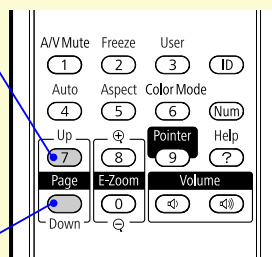 A/V Mute Freeze User
1 2 3 ID
Auto Aspect Color Mode
4 5 6 Num
Up Pointer Help
7 8 9 ?
Page E-Zoom Volume
0
Down